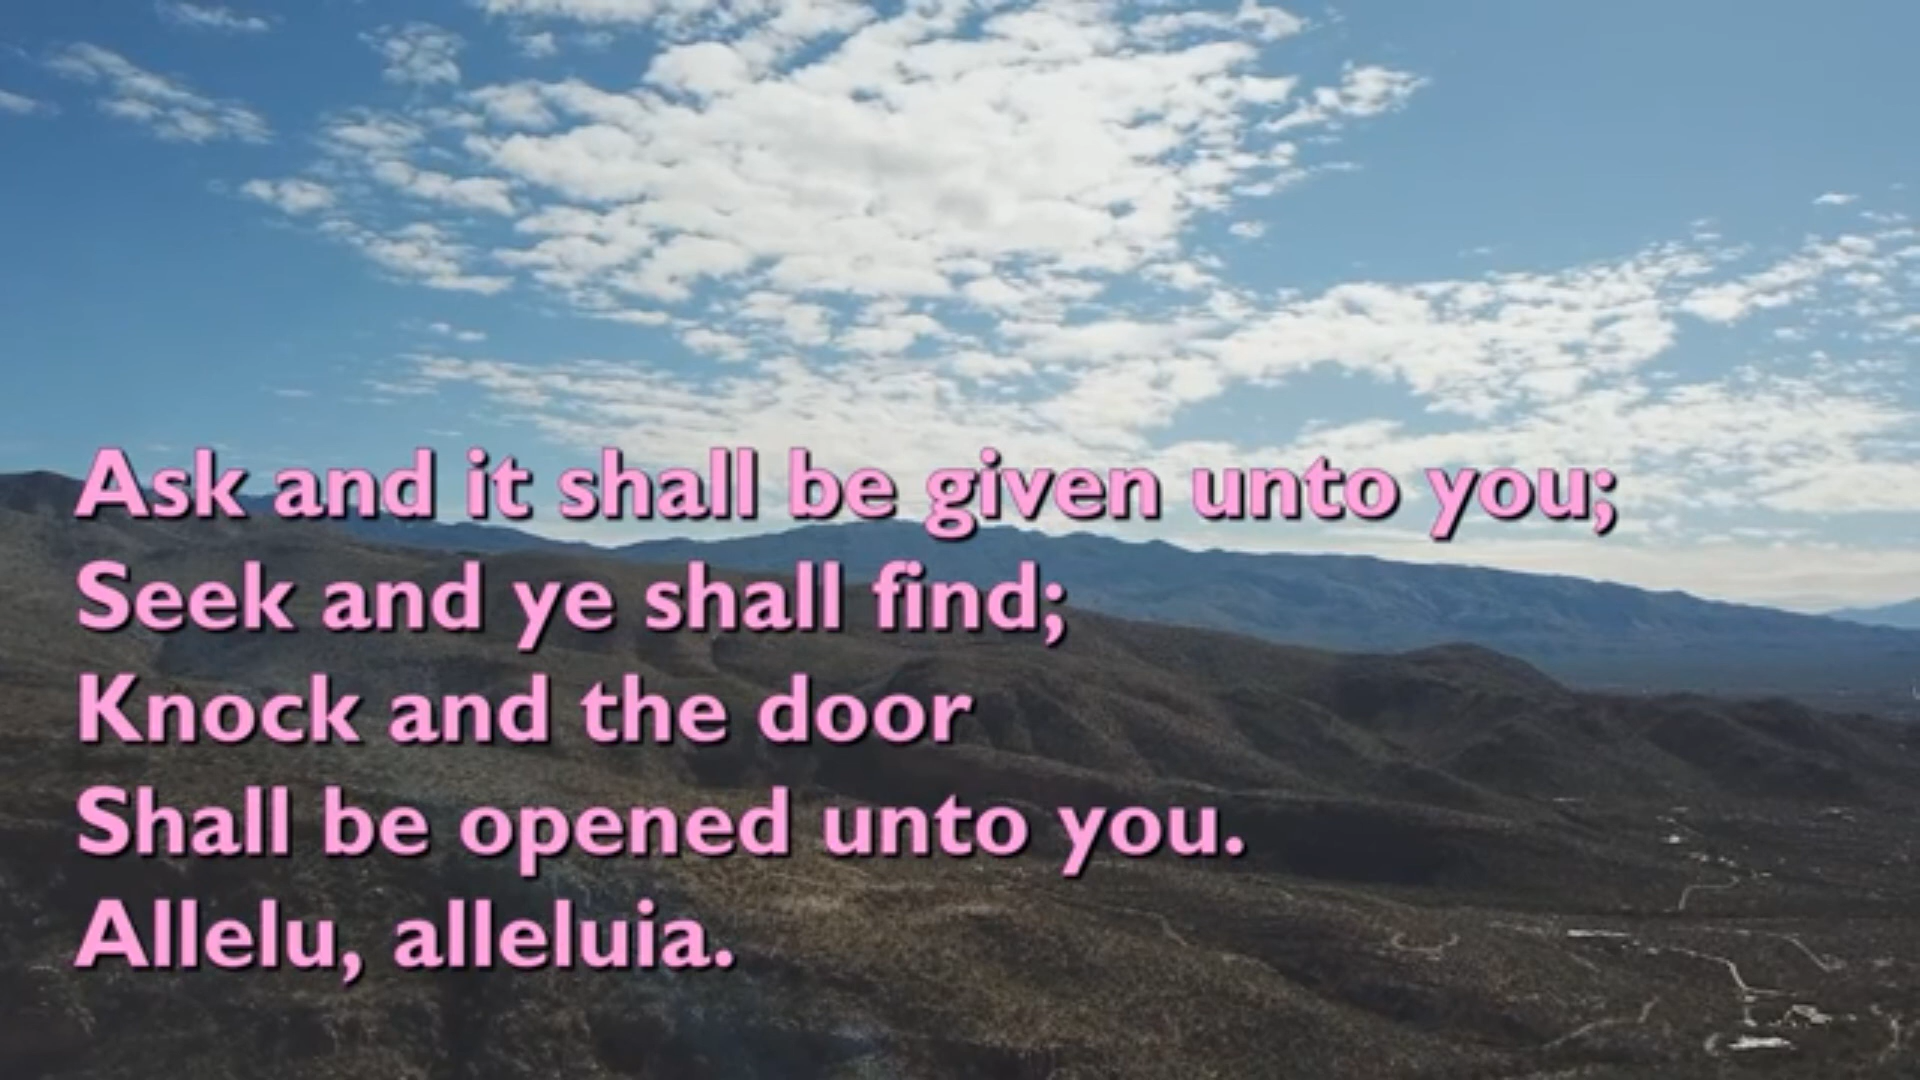 Ask and it shall be given unto you;
Seek and ye shall find;
Knock and the door
Shall be opened unto you.
Allelu, alleluia.